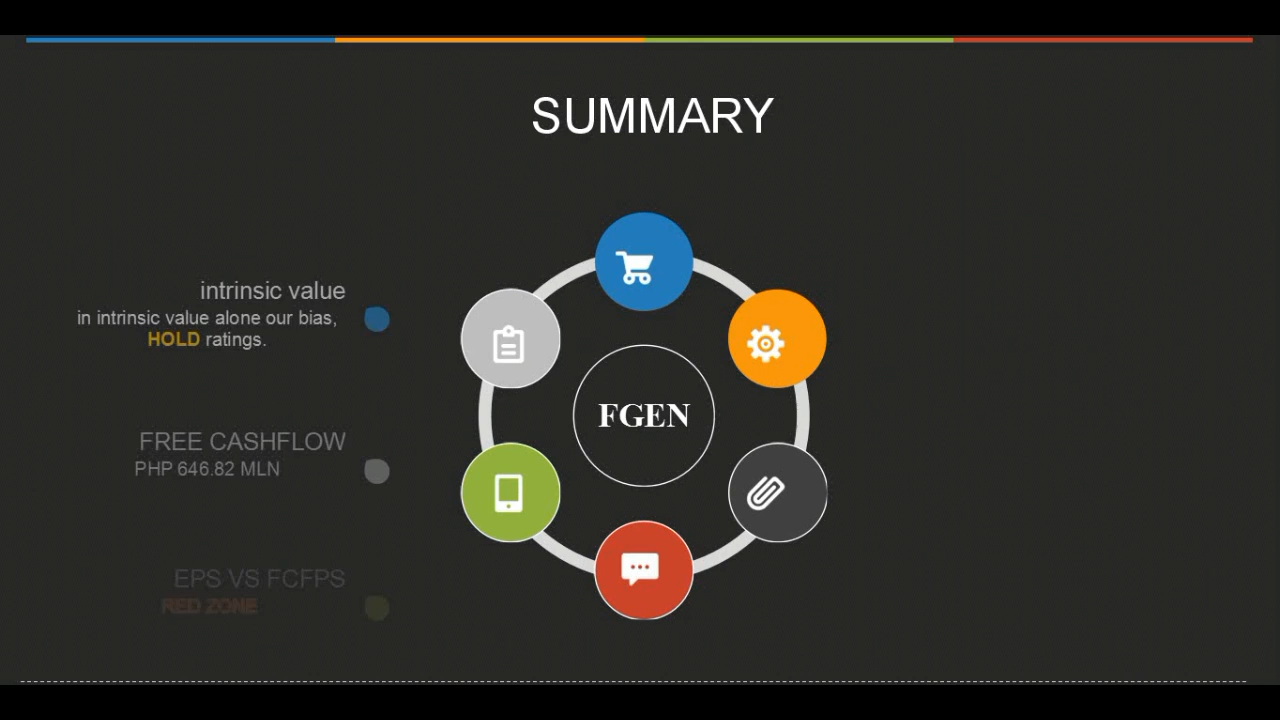 SUMMARY
intrinsic value
in intrinsic value alone our bias,
HOLD ratings.
FREE CASHFLOW
PHP 646.82 MLN
EPS VS FCFPS
RED ZONE
FGEN